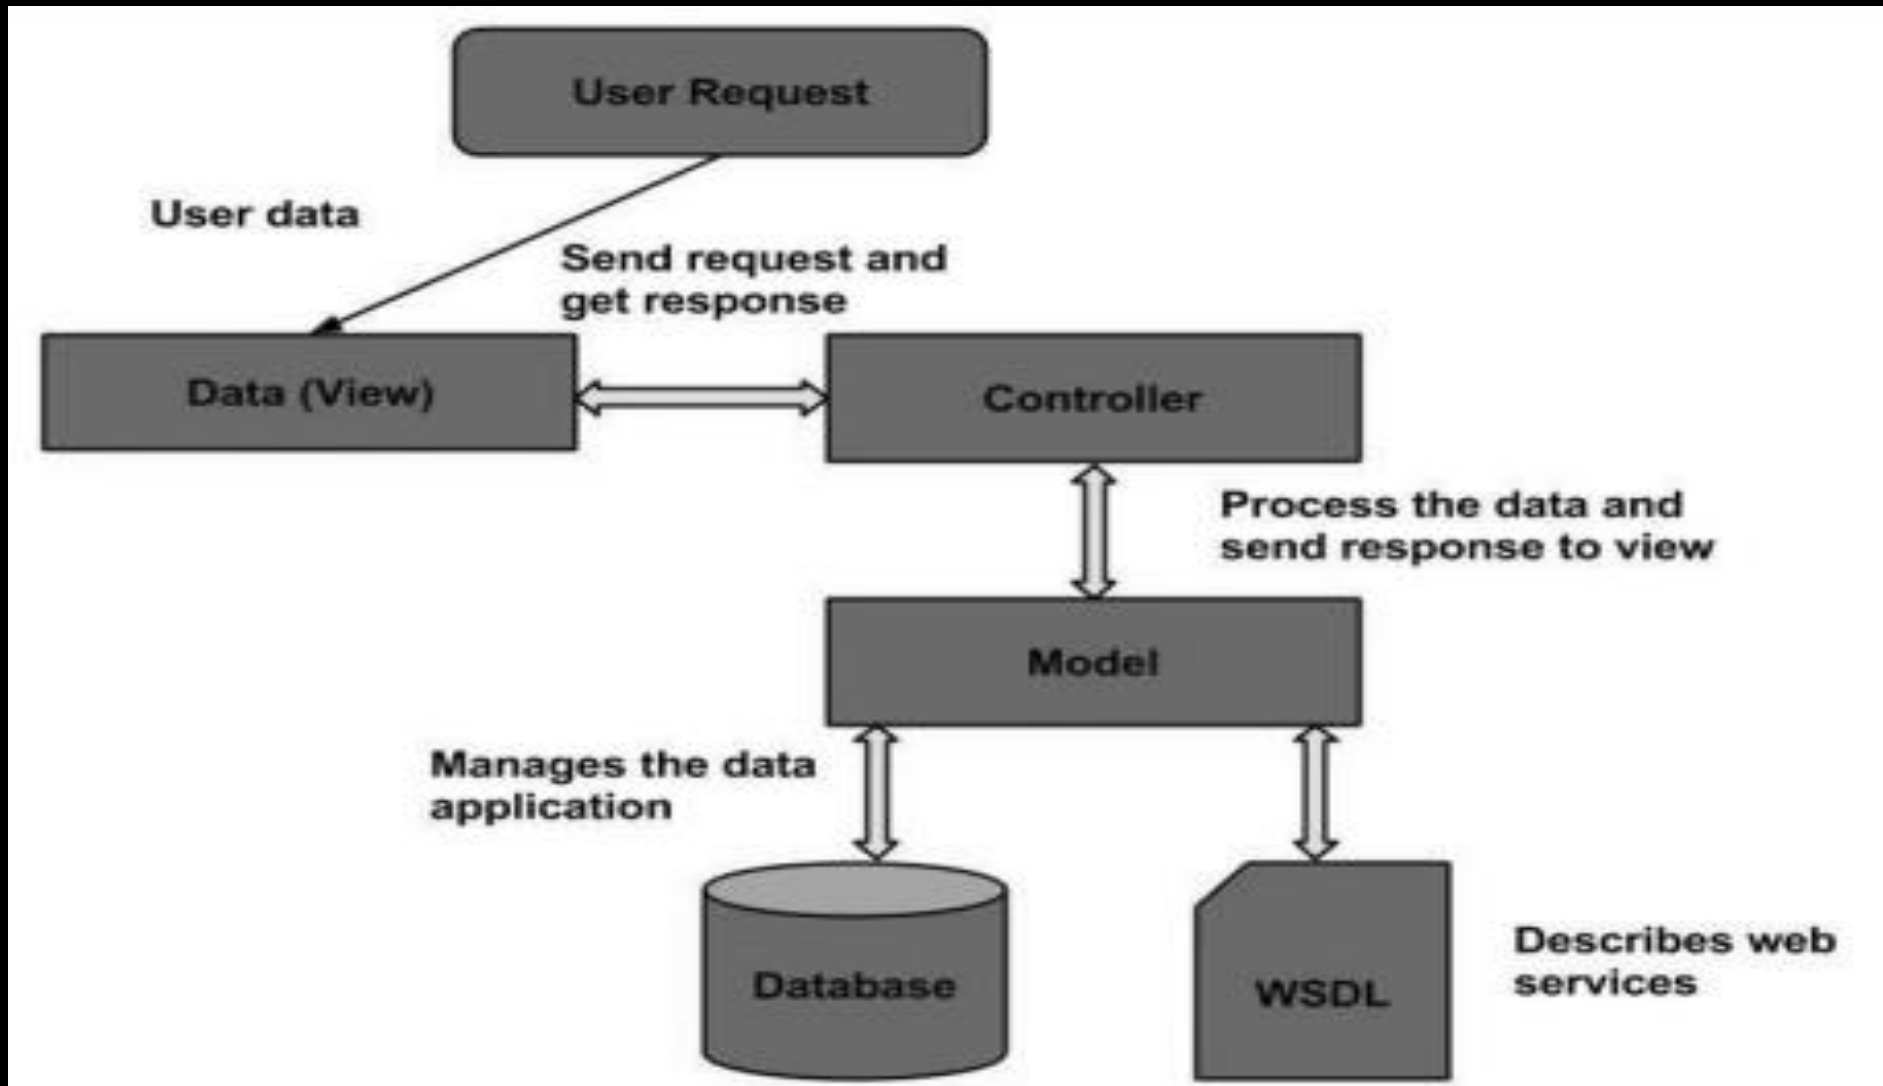 User Request
User data
Send request and
get response
Data (View)
Controller
Process the data and
send response to view
Model
Manages the data
application
Database
WSDL
Describes web
services